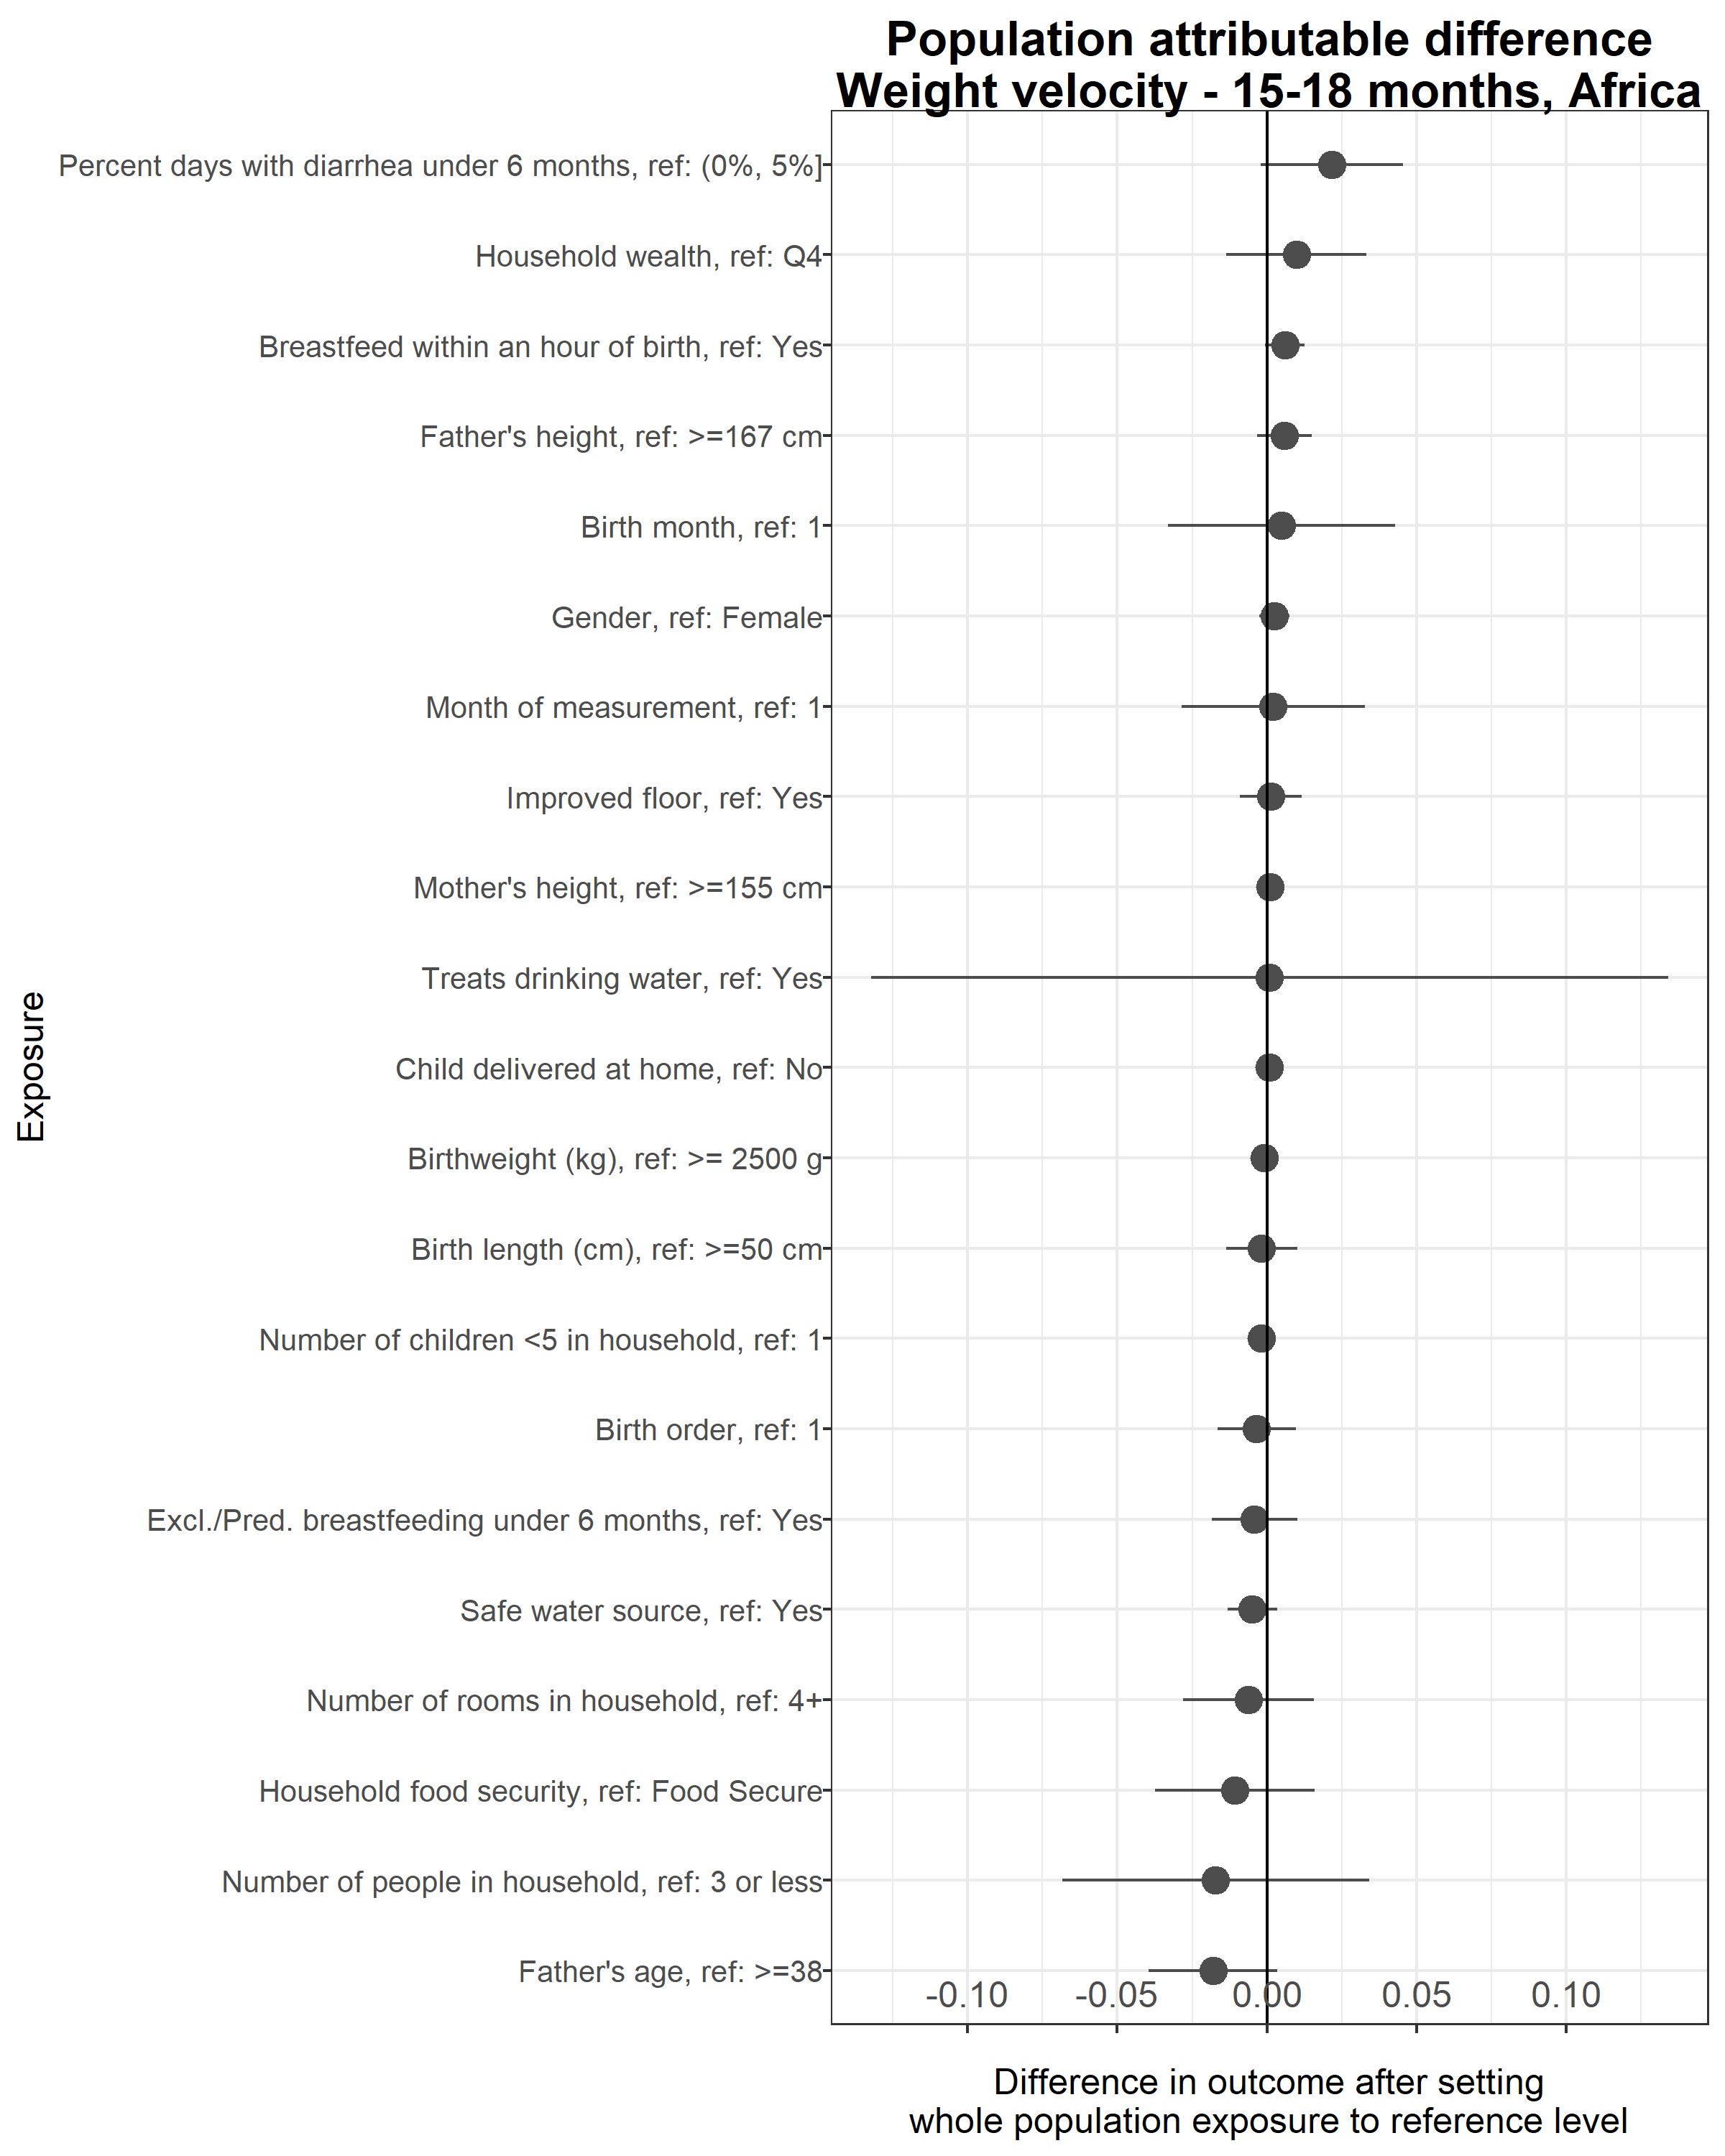 Population attributable difference
Weight velocity - 15-18 months, Africa
Percent days with diarrhea under 6 months, ref: (0%, 5%]
Household wealth, ref: Q4
Breastfeed within an hour of birth, ref: Yes
Father's height, ref: >=167 cm
Birth month, ref: 1
Gender, ref: Female
Month of measurement, ref: 1
Improved floor, ref: Yes
Mother's height, ref: >=155 cm
Treats drinking water, ref: Yes
Child delivered at home, ref: No
Birthweight (kg), ref: >= 2500 g
Birth length (cm), ref: >=50 cm
Number of children <5 in household, ref: 1
Birth order, ref: 1
Excl./Pred. breastfeeding under 6 months, ref: Yes
Safe water source, ref: Yes
Number of rooms in household, ref: 4+
Household food security, ref: Food Secure
Number of people in household, ref: 3 or less
Father's age, ref: >=38
Exposure
-0.10 -0.05 0.00 0.05 0.10
Difference in outcome after setting
whole population exposure to reference level